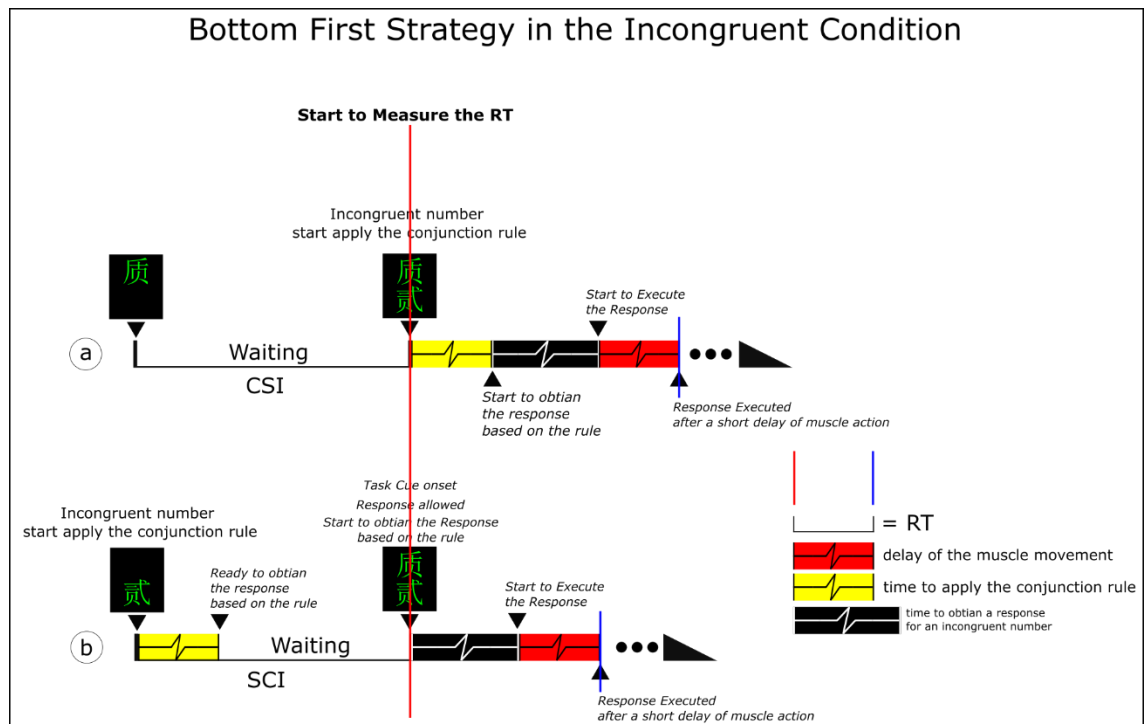 Bottom First Strategy in the Incongruent Condition
Start to Measure the RT
Incongruent number
start apply the conjunction rule
质
质
贰
Start to Execute
the Response
a
Waiting
CSI
Start to obtian
the response
based on the rule
Response Executed
after a short delay of muscle action
Task Cue onset
Response allowed
Start to obtian the Response
based on the rule
Incongruent number
start apply the conjunction rule
贰
Ready to obtian
the response
based on the rule
质
贰
Start to Execute
the Response
b
Waiting
SCI
Response Executed
after a short delay of muscle action
= RT
delay of the muscle movement
time to apply the conjunction rule
time to obtian a response
for an incongruent number